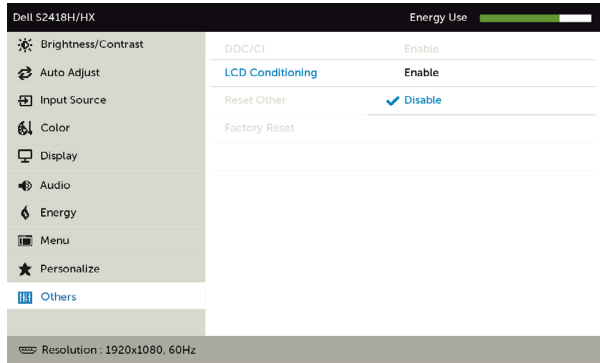 Dell S2418H/HX Energy Use
Brightness/Contrast
Auto Adjust
Input Source
Color
Display
Audio
Energy
Menu
Personalize
Others
DDC/CI Enable
LCD Conditioning Enable
Reset Other Disable
Factory Reset
Resolution : 1920x1080, 60Hz